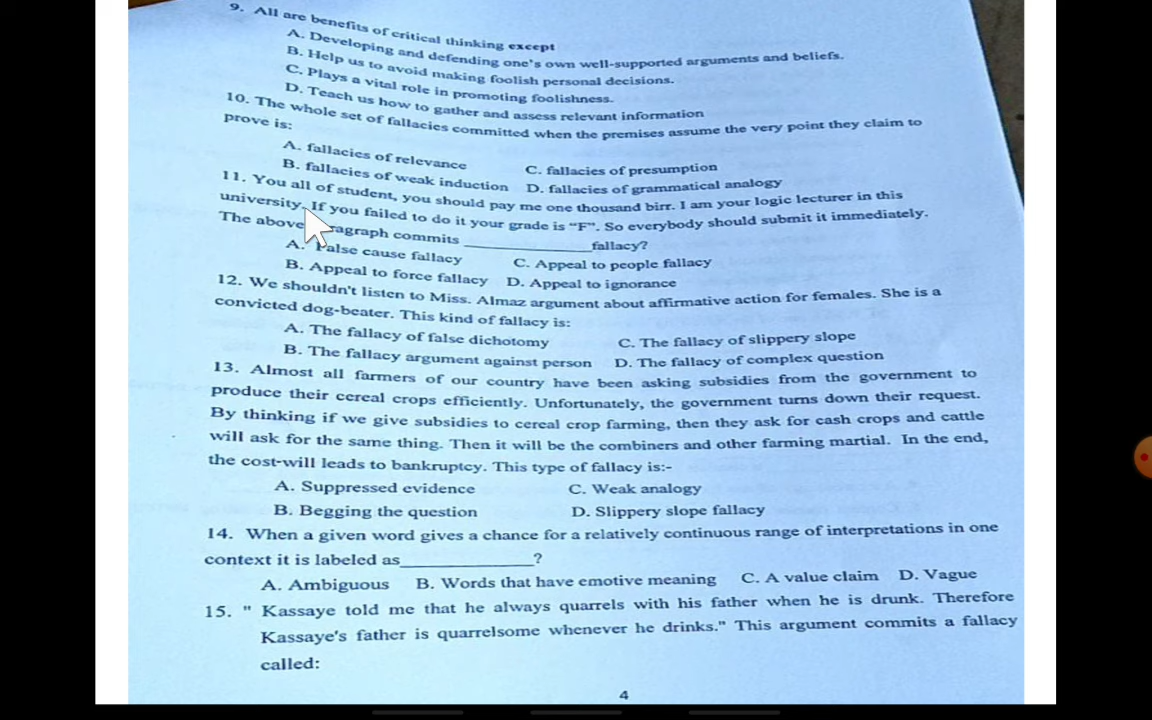 9. All are benefits of critical thinking except
A. Developing and defending one's own well-supported arguments and beliefs.
B. Help us to avoid making foolish personal decisions.
C. Plays a vital role in promoting foolishness.
D. Teach us how to gather and assess relevant information
10. The whole set of fallacies committed when the premises assume the very point they claim to
prove is:
A. fallacies of relevance C. fallacies of presumption
B. fallacies of weak induction D. fallacies of grammatical analogy
11. You all of student, you should pay me one thousand birr. I am your logic lecturer in this
university. If you failed to do it your grade is “F”. So everybody should submit it immediately.
The above ragraph commits ____________fallacy?
A. False cause fallacy C. Appeal to people fallacy
B. Appeal to force fallacy D. Appeal to ignorance
12. We shouldn't listen to Miss. Almaz argument about affirmative action for females. She is a
convicted dog-beater. This kind of fallacy is:
A. The fallacy of false dichotomy C. The fallacy of slippery slope
B. The fallacy argument against person D. The fallacy of complex question
13. Almost all farmers of our country have been asking subsidies from the government to
produce their cereal crops efficiently. Unfortunately, the government turns down their request.
By thinking if we give subsidies to cereal crop farming, then they ask for cash crops and cattle
will ask for the same thing. Then it will be the combiners and other farming martial. In the end,
the cost-will leads to bankruptcy. This type of fallacy is:-
A. Suppressed evidence C. Weak analogy
B. Begging the question D. Slippery slope fallacy
14. When a given word gives a chance for a relatively continuous range of interpretations in one
context it is labeled as____________?
A. Ambiguous B. Words that have emotive meaning C. A value claim D. Vague
15. " Kassaye told me that he always quarrels with his father when he is drunk. Therefore
Kassaye's father is quarrelsome whenever he drinks." This argument commits a fallacy
called:
4